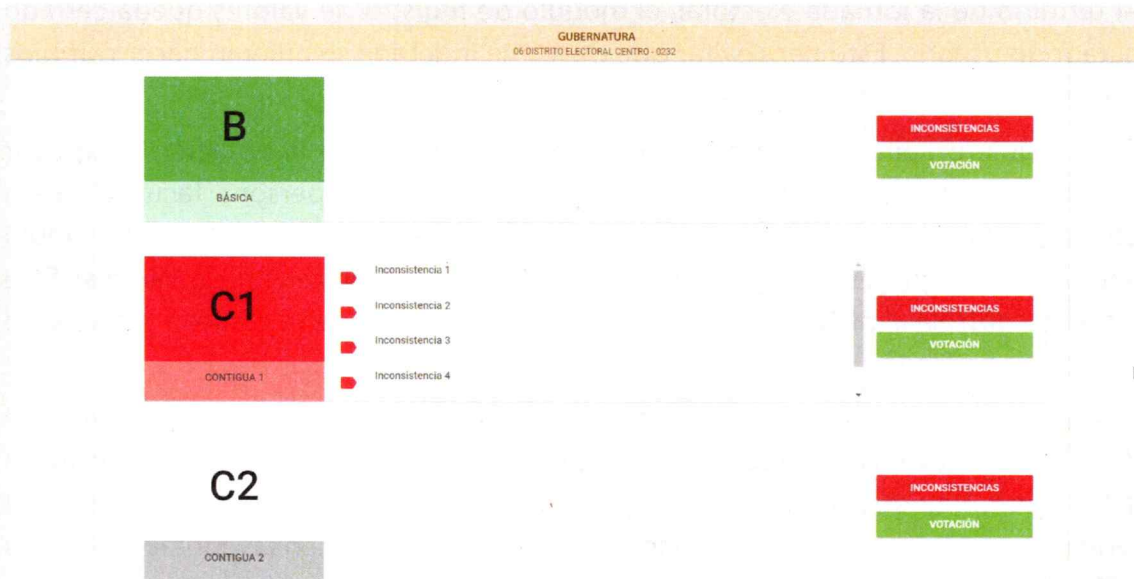 GUBERNATURA
06 DISTRITO ELECTORAL CENTRO - 0232
B
BÁSICA
INCONSISTENCIAS
VOTACIÓN
C1
CONTIGUA 1
Inconsistencia 1
Inconsistencia 2
Inconsistencia 3
Inconsistencia 4
INCONSISTENCIAS
VOTACIÓN
C2
CONTIGUA 2
INCONSISTENCIAS
VOTACIÓN